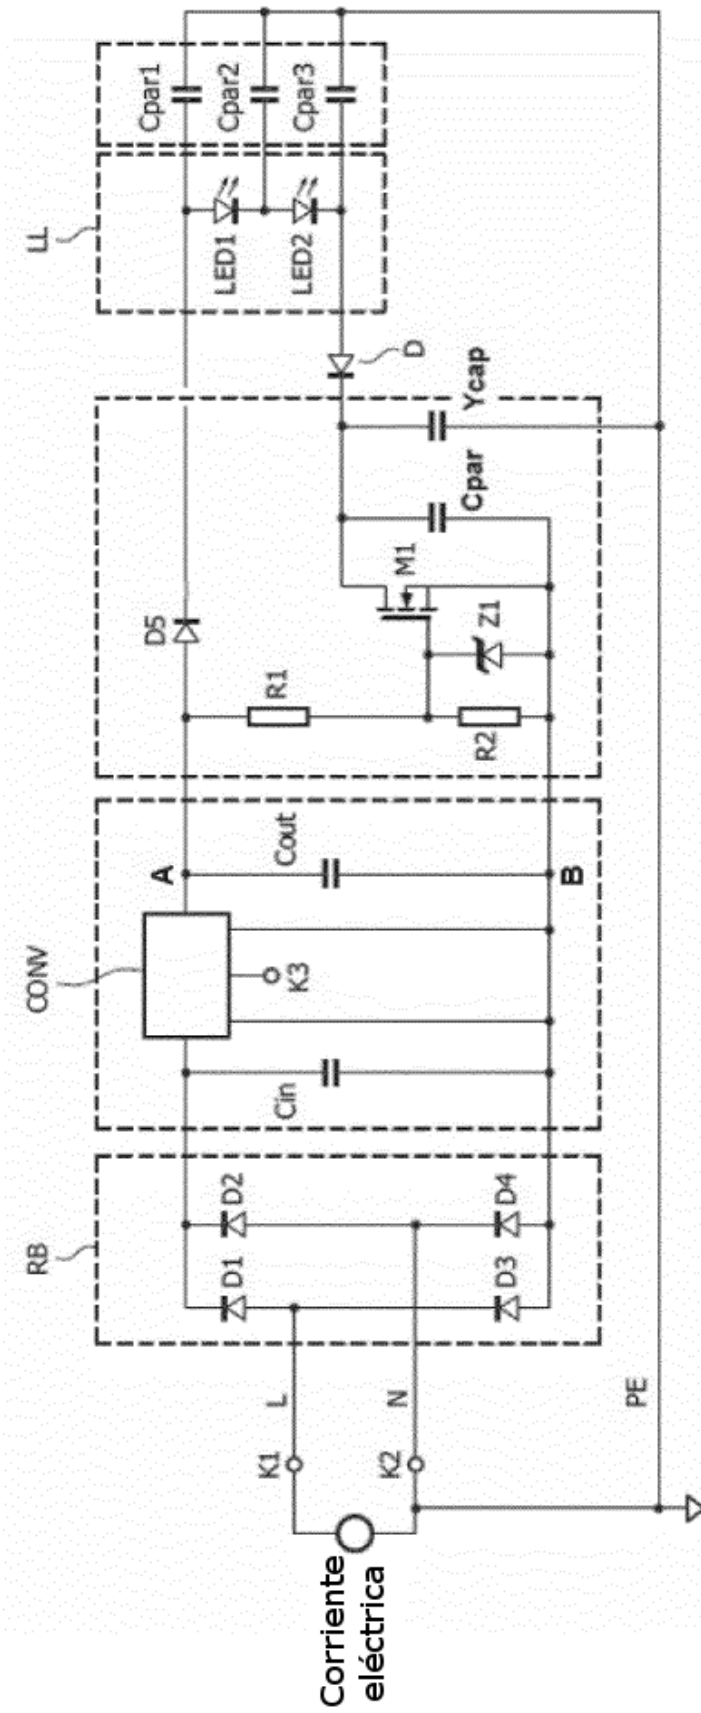 Corriente
eléctrica
K1
K2
L
N
PE
RB
D1
D2
D3
D4
CONV
Cin
K3
A
Cout
B
D5
R1
R2
Z1
M1
Cpar
Ycap
D
LL
LED1
LED2
Cpar1
Cpar2
Cpar3